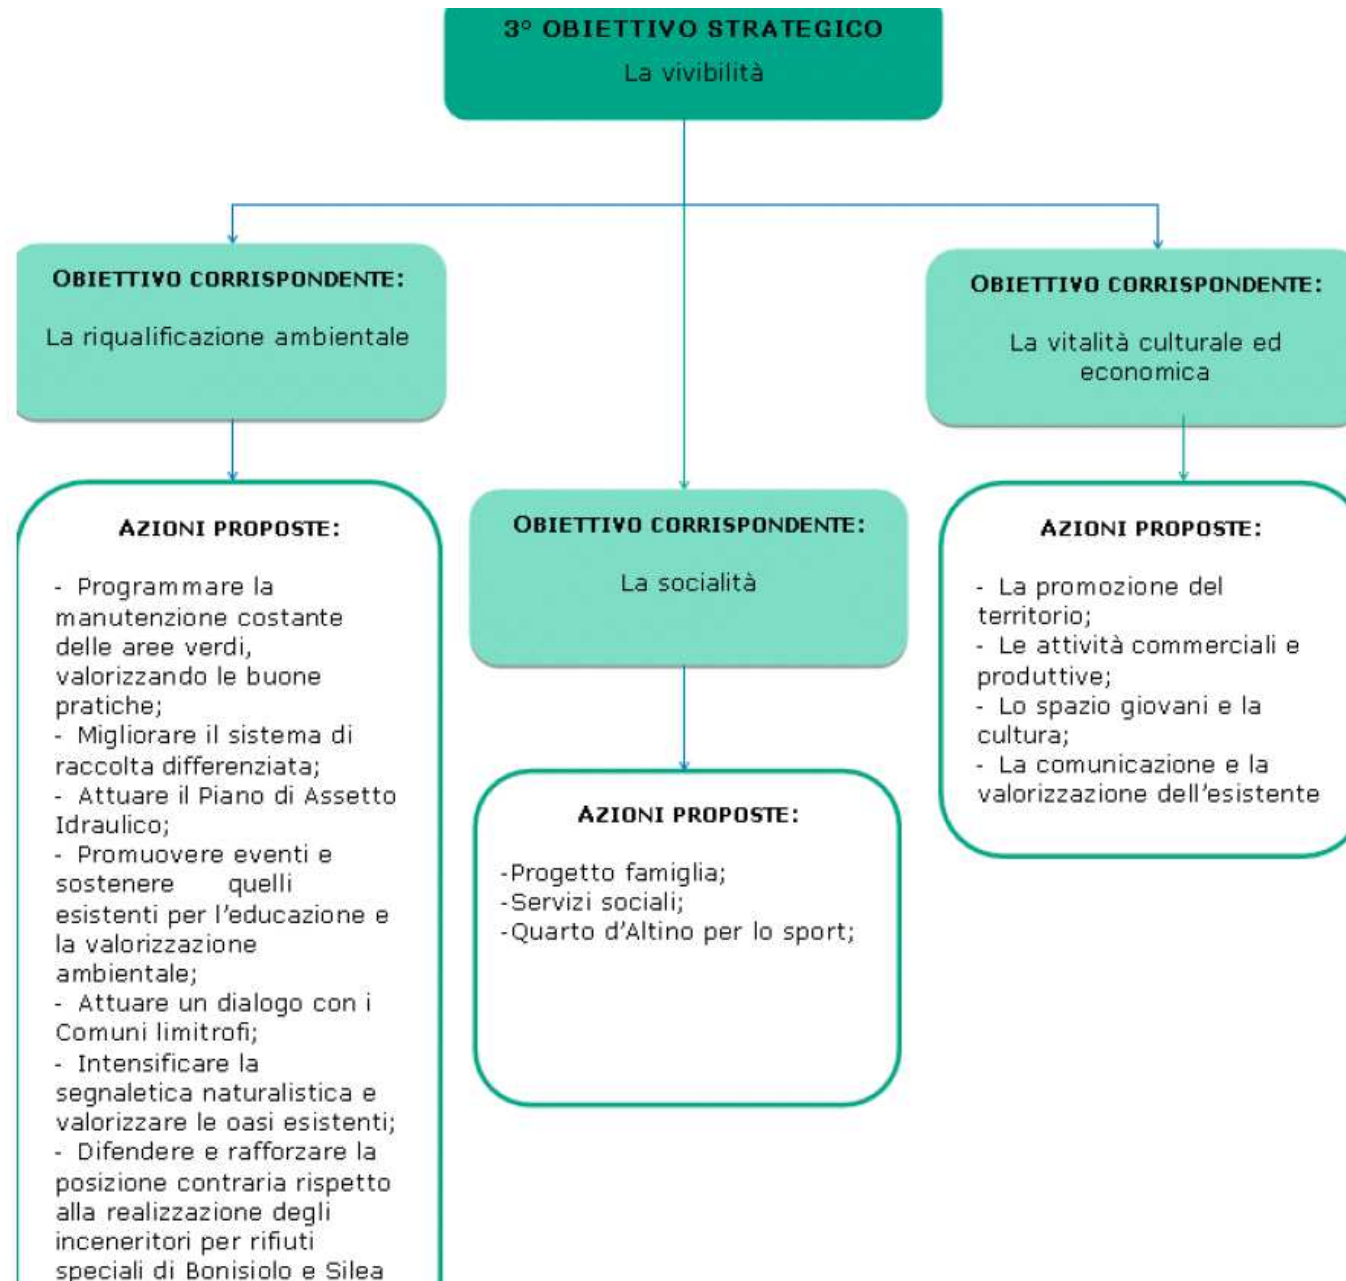 3° OBIETTIVO STRATEGICO
La vivibilità
OBIETTIVO CORRISPONDENTE:
La riqualificazione ambientale
AZIONI PROPOSTE:
- Programmare la
manutenzione costante
delle aree verdi,
valorizzando le buone
pratiche;
- Migliorare il sistema di
raccolta differenziata;
- Attuare il Piano di Assetto
Idraulico;
- Promuovere eventi e
sostenere quelli
esistenti per l'educazione e
la valorizzazione
ambientale;
- Attuare un dialogo con i
Comuni limitrofi;
- Intensificare la
segnaletica naturalistica e
valorizzare le oasi esistenti;
- Difendere e rafforzare la
posizione contraria rispetto
alla realizzazione degli
inceneritori per rifiuti
speciali di Bonisiolo e Silea
OBIETTIVO CORRISPONDENTE:
La socialità
AZIONI PROPOSTE:
-Progetto famiglia;
-Servizi sociali;
-Quarto d'Altino per lo sport;
OBIETTIVO CORRISPONDENTE:
La vitalità culturale ed
economica
AZIONI PROPOSTE:
- La promozione del
territorio;
- Le attività commerciali e
produttive;
- Lo spazio giovani e la
cultura;
- La comunicazione e la
valorizzazione dell'esistente